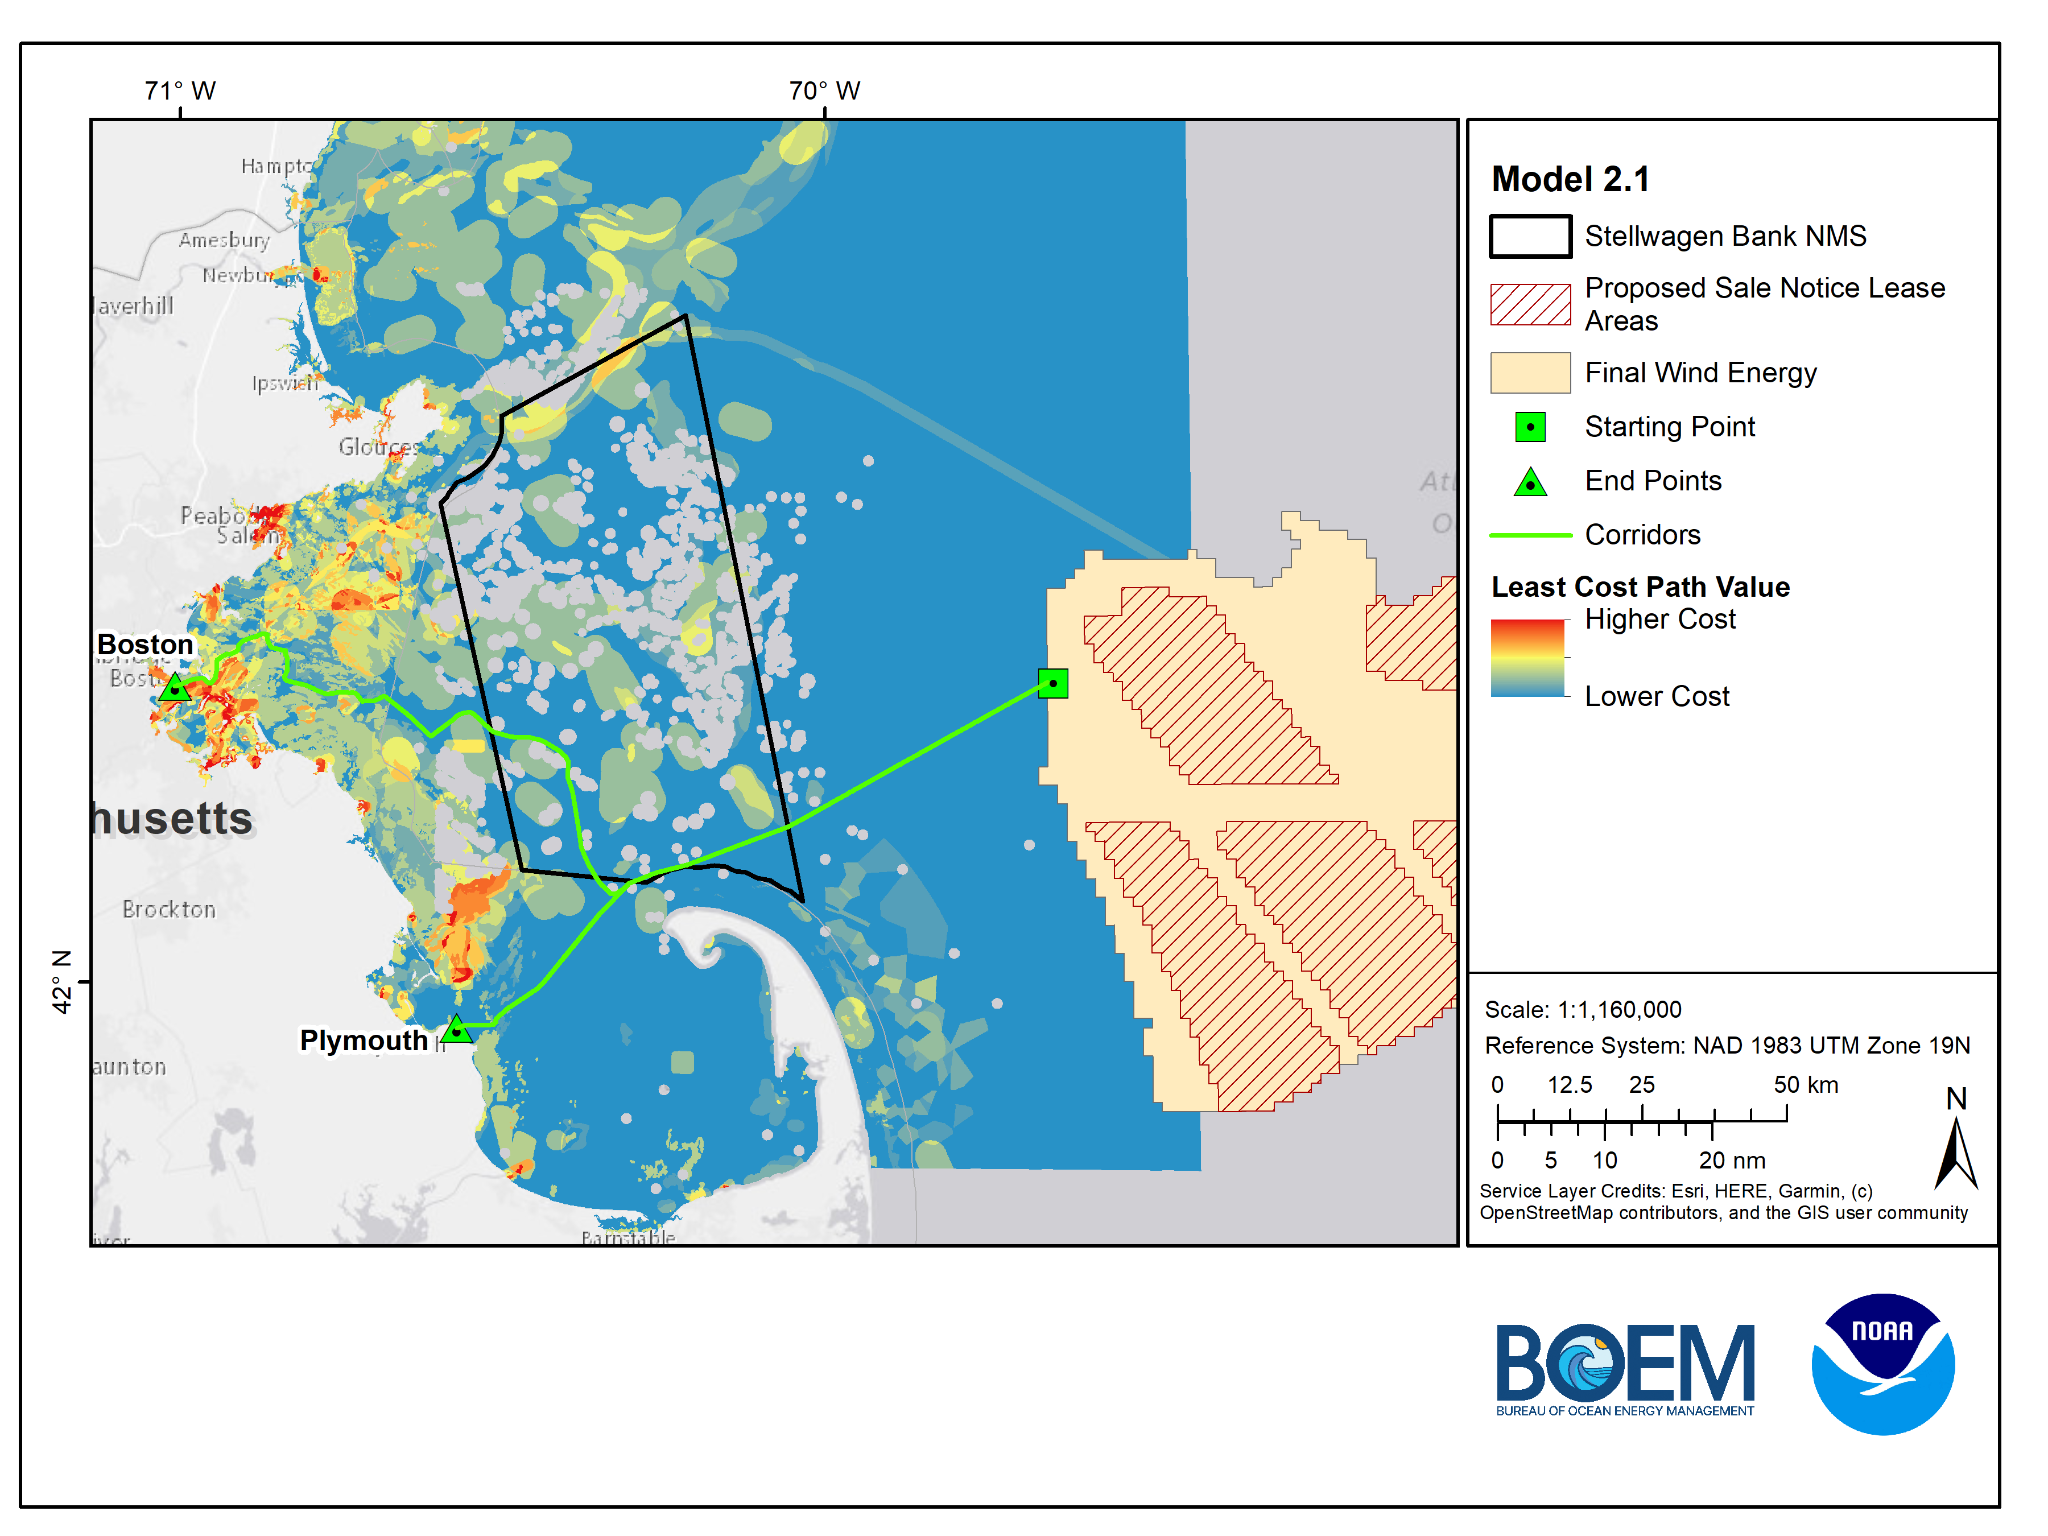 71° W
70° W
Hampto
Amesbury
Newbur
laverhill
Ipswich
Glouces
Peabody
Salem
Boston
Bost
husetts
Brockton
42° N
Plymouth
aunton
Barnstable
Atl
O
Model 2.1
Stellwagen Bank NMS
Proposed Sale Notice Lease
Areas
Final Wind Energy
Starting Point
End Points
Corridors
Least Cost Path Value
Higher Cost
Lower Cost
Scale: 1:1,160,000
Reference System: NAD 1983 UTM Zone 19N
0 12.5 25 50 km
0 5 10 20 nm
N
Service Layer Credits: Esri, HERE, Garmin, (c)
OpenStreetMap contributors, and the GIS user community
BOEM
BUREAU OF OCEAN ENERGY MANAGEMENT
NOAA